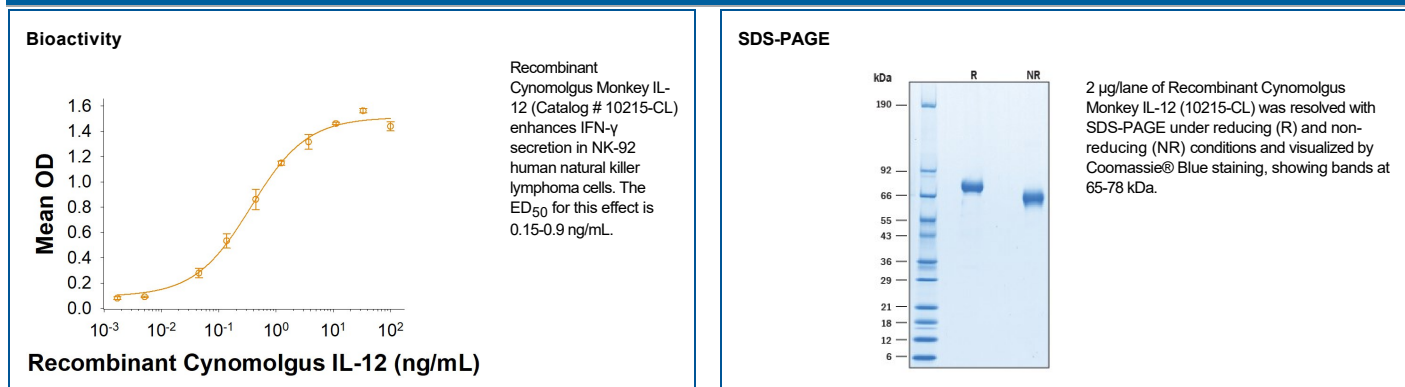 Bioactivity
Mean OD
1.6
1.4
1.2
1.0
0.8
0.6
0.4
0.2
0.0
10-3
10-2
10-1
100
101
102
Recombinant Cynomolgus IL-12 (ng/mL)
Recombinant
Cynomolgus Monkey IL-
12 (Catalog # 10215-CL)
enhances IFN-γ
secretion in NK-92
human natural killer
lymphoma cells. The
ED50 for this effect is
0.15-0.9 ng/mL.
SDS-PAGE
kDa
R
NR
190
92
66
55
43
36
29
21
18
12
6
2 µg/lane of Recombinant Cynomolgus
Monkey IL-12 (10215-CL) was resolved with
SDS-PAGE under reducing (R) and non-
reducing (NR) conditions and visualized by
Coomassie® Blue staining, showing bands at
65-78 kDa.